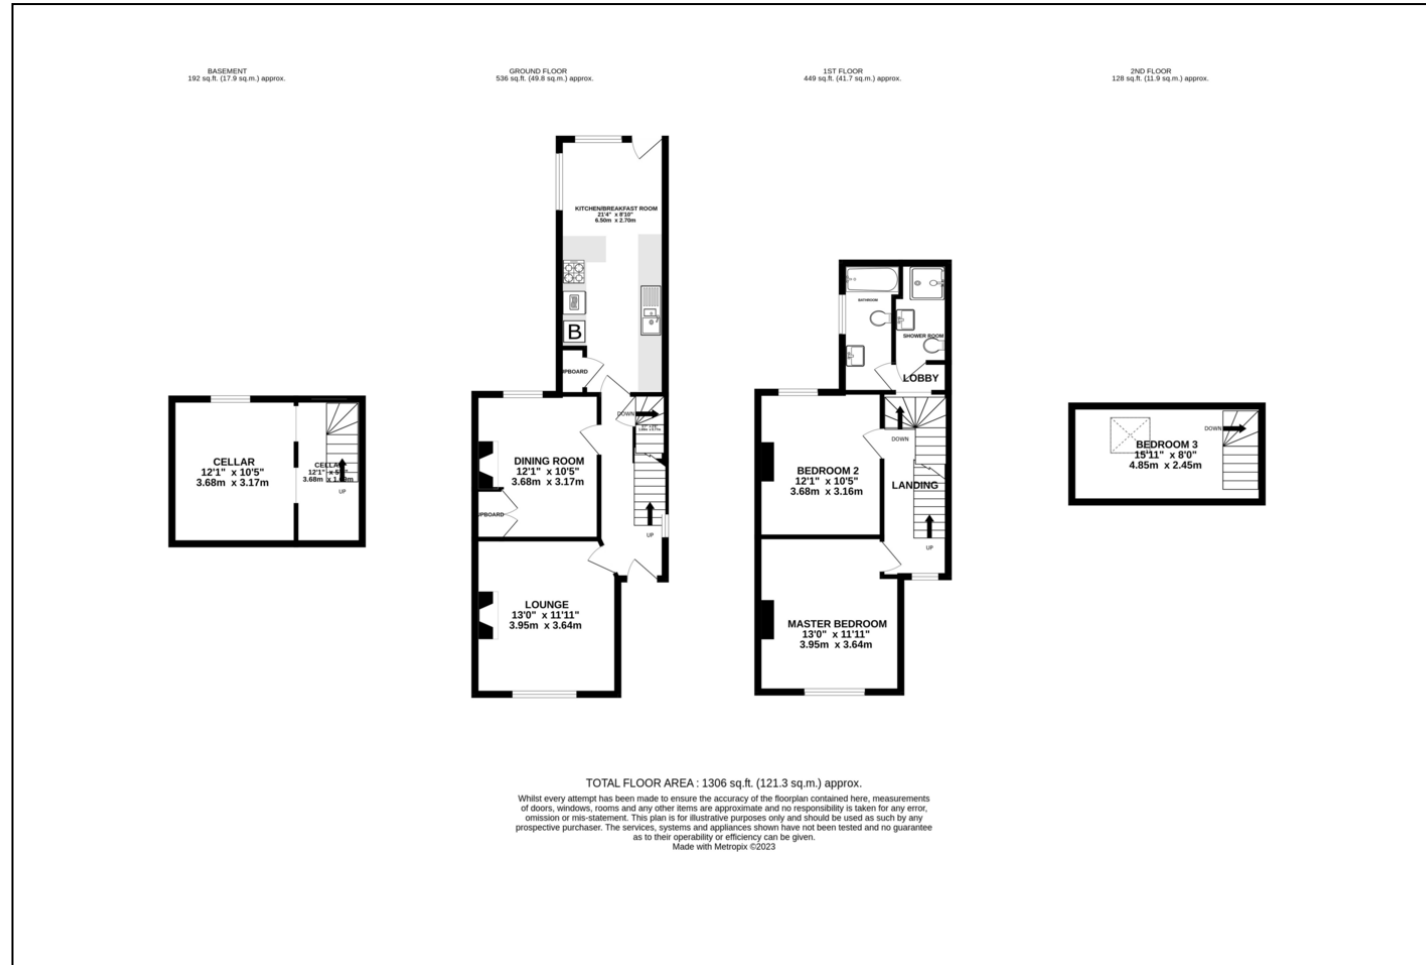 BASEMENT
192 sq.ft. (17.9 sq.m.) approx.
GROUND FLOOR
536 sq.ft. (49.8 sq.m.) approx.
1ST FLOOR
449 sq.ft. (41.7 sq.m.) approx.
2ND FLOOR
128 sq.ft. (11.9 sq.m.) approx.
CELLAR
12'1" x 10'5"
3.68m x 3.17m
UP
KITCHEN/BREAKFAST ROOM
21'4" x 8'10"
6.50m x 2.70m
B
UPBOARD
DOWN
DINING ROOM
12'1" x 10'5"
3.68m x 3.17m
UPBOARD
UP
LOUNGE
13'0" x 11'11"
3.95m x 3.64m
BATHROOM
SHOWER ROOM
LOBBY
DOWN
BEDROOM 2
12'1" x 10'5"
3.68m x 3.16m
LANDING
UP
MASTER BEDROOM
13'0" x 11'11"
3.95m x 3.64m
DOWN
BEDROOM 3
15'11" x 8'0"
4.85m x 2.45m
TOTAL FLOOR AREA : 1306 sq.ft. (121.3 sq.m.) approx.
Whilst every attempt has been made to ensure the accuracy of the floorplan contained here, measurements
of doors, windows, rooms and any other items are approximate and no responsibility is taken for any error,
omission or mis-statement. This plan is for illustrative purposes only and should be used as such by any
prospective purchaser. The services, systems and appliances shown have not been tested and no guarantee
as to their operability or efficiency can be given.
Made with Metropix ©2023